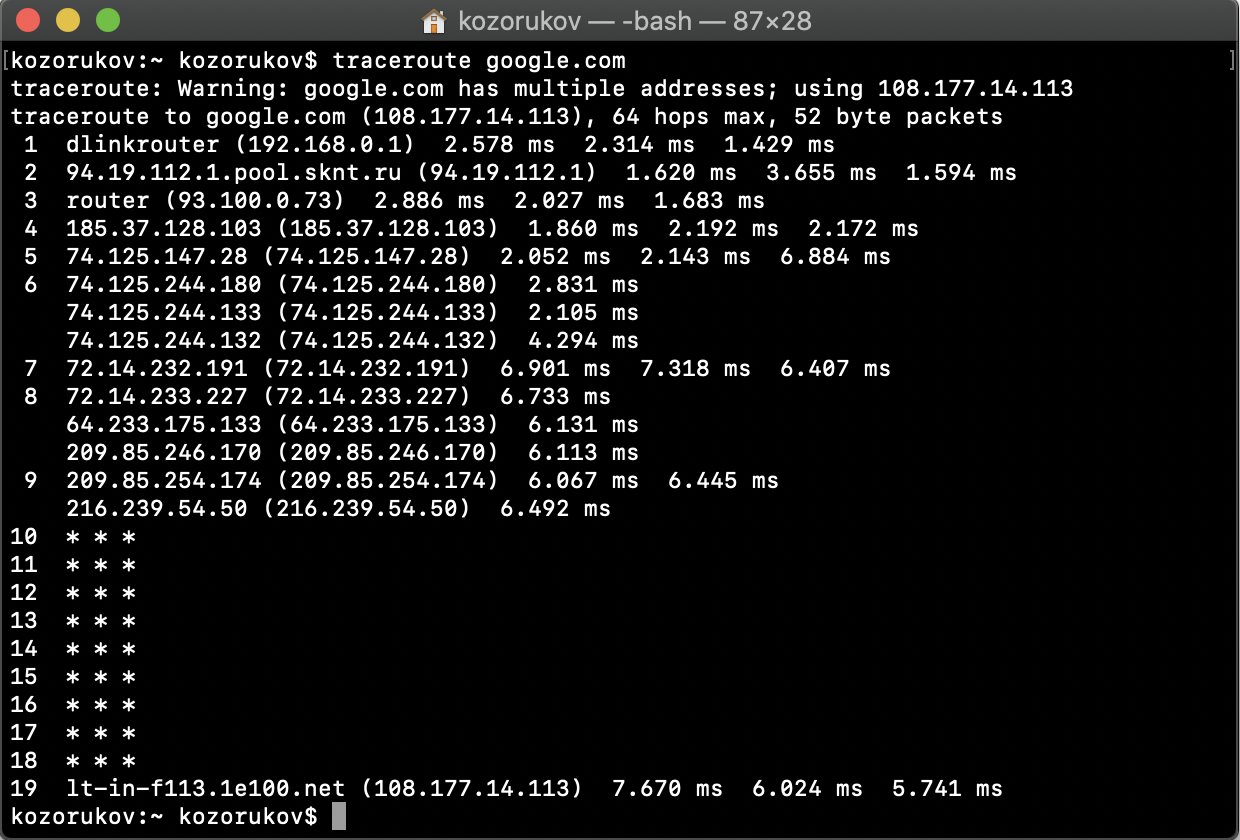 kozorukov — -bash — 87×28
[kozorukov:~ kozorukov$ traceroute google.com ]
traceroute: Warning: google.com has multiple addresses; using 108.177.14.113
traceroute to google.com (108.177.14.113), 64 hops max, 52 byte packets
 1  dlinkrouter (192.168.0.1)  2.578 ms  2.314 ms  1.429 ms
 2  94.19.112.1.pool.sknt.ru (94.19.112.1)  1.620 ms  3.655 ms  1.594 ms
 3  router (93.100.0.73)  2.886 ms  2.027 ms  1.683 ms
 4  185.37.128.103 (185.37.128.103)  1.860 ms  2.192 ms  2.172 ms
 5  74.125.147.28 (74.125.147.28)  2.052 ms  2.143 ms  6.884 ms
 6  74.125.244.180 (74.125.244.180)  2.831 ms
    74.125.244.133 (74.125.244.133)  2.105 ms
    74.125.244.132 (74.125.244.132)  4.294 ms
 7  72.14.232.191 (72.14.232.191)  6.901 ms  7.318 ms  6.407 ms
 8  72.14.233.227 (72.14.233.227)  6.733 ms
    64.233.175.133 (64.233.175.133)  6.131 ms
    209.85.246.170 (209.85.246.170)  6.113 ms
 9  209.85.254.174 (209.85.254.174)  6.067 ms  6.445 ms
    216.239.54.50 (216.239.54.50)  6.492 ms
10  * * *
11  * * *
12  * * *
13  * * *
14  * * *
15  * * *
16  * * *
17  * * *
18  * * *
19  lt-in-f113.1e100.net (108.177.14.113)  7.670 ms  6.024 ms  5.741 ms
kozorukov:~ kozorukov$